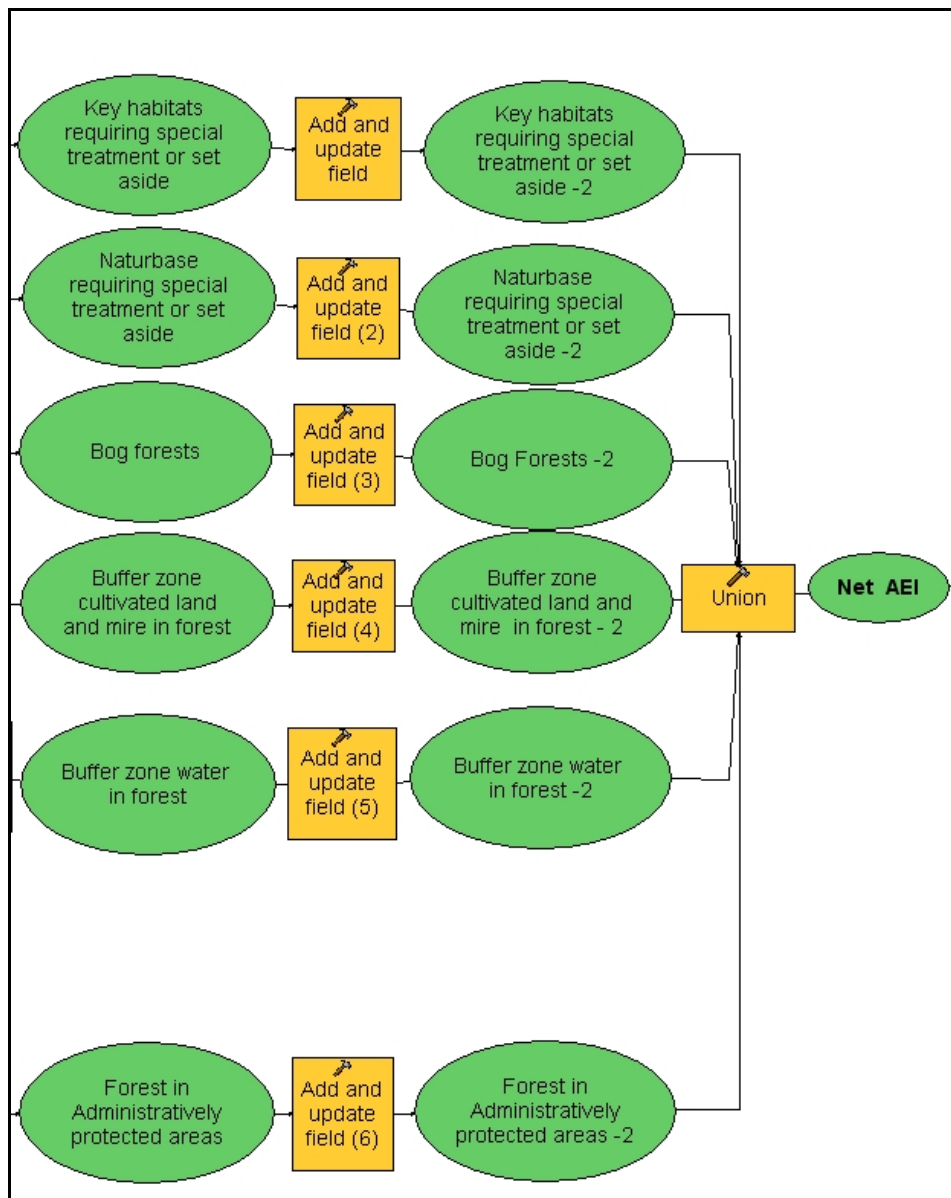 Key habitats
requiring special
treatment or set
aside
Add and
update
field
Key habitats
requiring special
treatment or set
aside -2
Naturbase
requiring special
treatment or set
aside
Add and
update
field (2)
Naturbase
requiring special
treatment or set
aside -2
Bog forests
Add and
update
field (3)
Bog Forests -2
Buffer zone
cultivated land
and mire in forest
Add and
update
field (4)
Buffer zone
cultivated land and
mire in forest - 2
Union
Net AEI
Buffer zone water
in forest
Add and
update
field (5)
Buffer zone water
in forest -2
Forest in
Administratively
protected areas
Add and
update
field (6)
Forest in
Administratively
protected areas -2